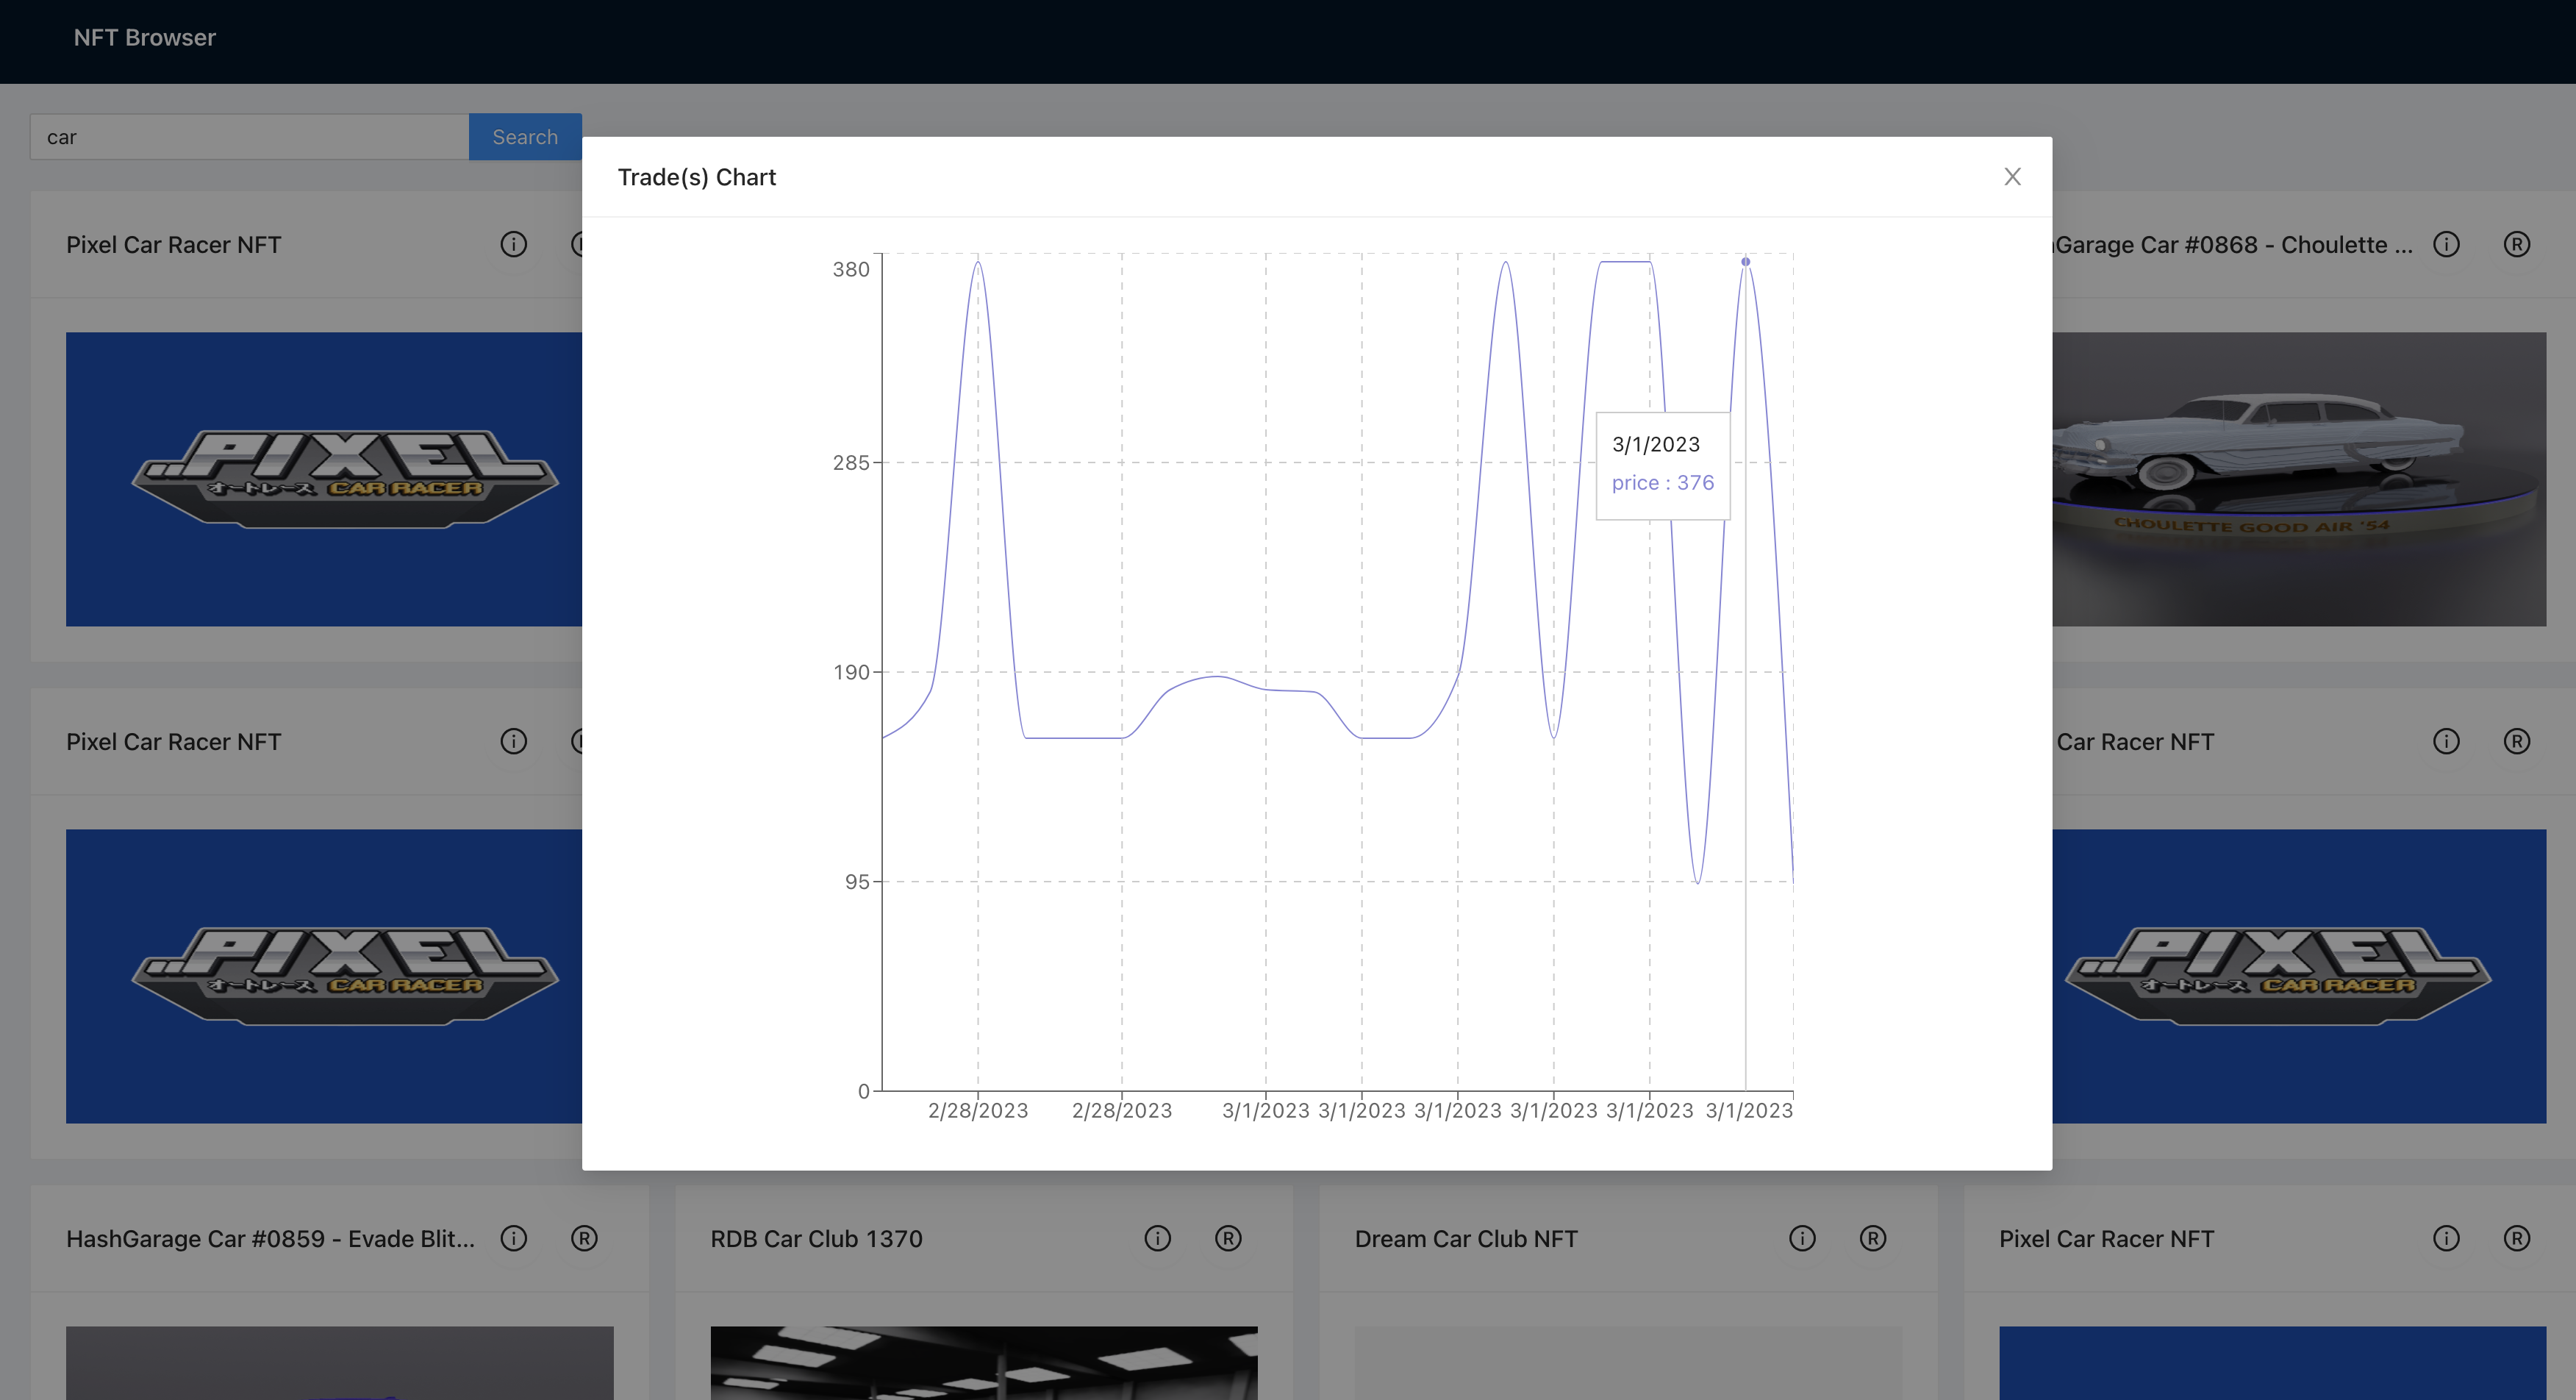 NFT Browser
car
Search
Trade(s) Chart
X
Pixel Car Racer NFT
Garage Car #0868 - Choulette ...
R
PIXEL
オートレース CAR RACER
CHOULETTE GOOD AIR '54
380
285
190
95
0
3/1/2023
price : 376
2/28/2023
2/28/2023
3/1/2023
3/1/2023
3/1/2023
3/1/2023
3/1/2023
3/1/2023
Pixel Car Racer NFT
Car Racer NFT
R
PIXEL
オートレース CAR RACER
PIXEL
オートレース CAR RACER
HashGarage Car #0859 - Evade Blit...
R
RDB Car Club 1370
R
Dream Car Club NFT
R
Pixel Car Racer NFT
R